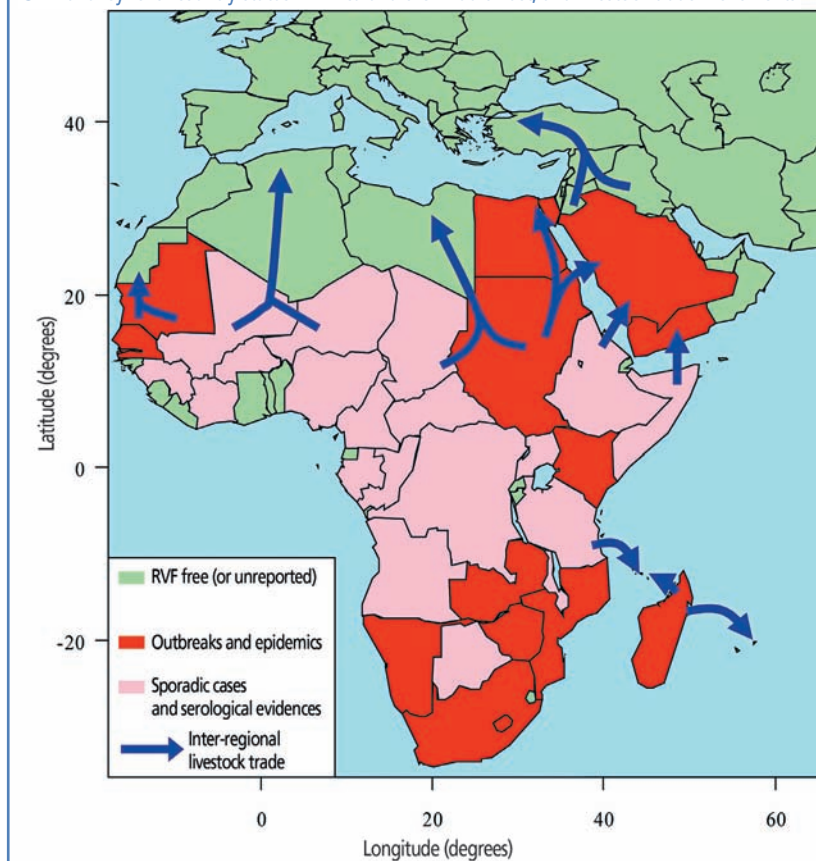 40
20
0
-20
Latitude (degrees)
RVF free (or unreported)
Outbreaks and epidemics
Sporadic cases
and serological evidences
Inter-regional
livestock trade
0
20
40
60
Longitude (degrees)